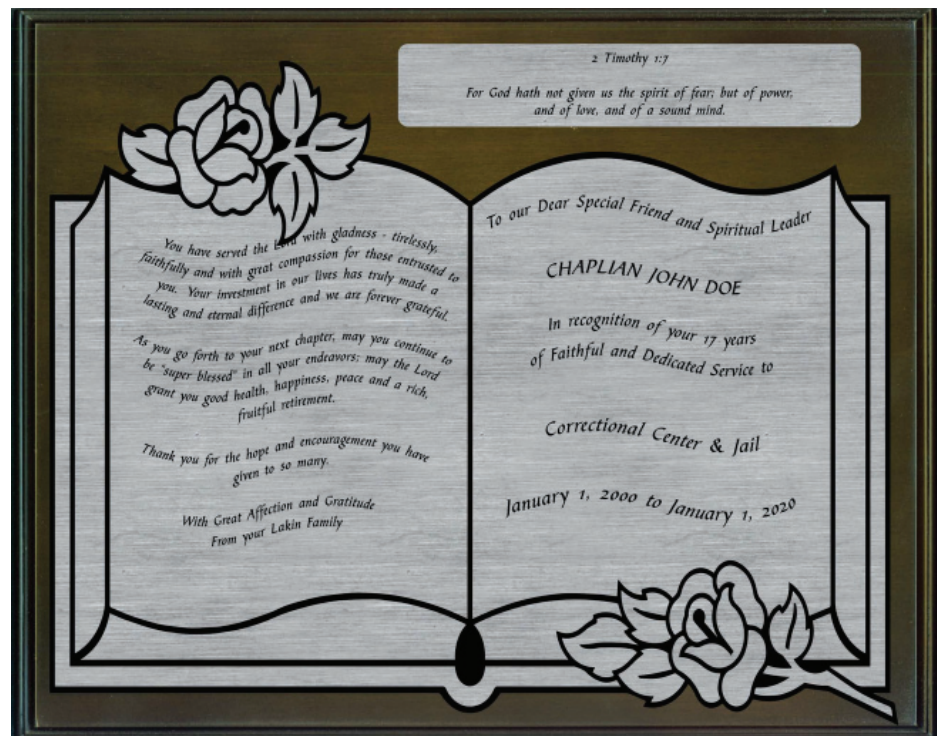 2 Timothy 1:7
For God hath not given us the spirit of fear; but of power,
and of love, and of a sound mind.
You have served the Lord with gladness - tirelessly,
faithfully and with great compassion for those entrusted to
you. Your investment in our lives has truly made a
lasting and eternal difference and we are forever grateful.
As you go forth to your next chapter, may you continue to
be "super blessed" in all your endeavors; may the Lord
grant you good health, happiness, peace and a rich,
fruitful retirement.
Thank you for the hope and encouragement you have
given to so many.
With Great Affection and Gratitude
From your Lakin Family
To our Dear Special Friend and Spiritual Leader
CHAPLIAN JOHN DOE
In recognition of your 17 years
of Faithful and Dedicated Service to
Correctional Center & Jail
January 1, 2000 to January 1, 2020